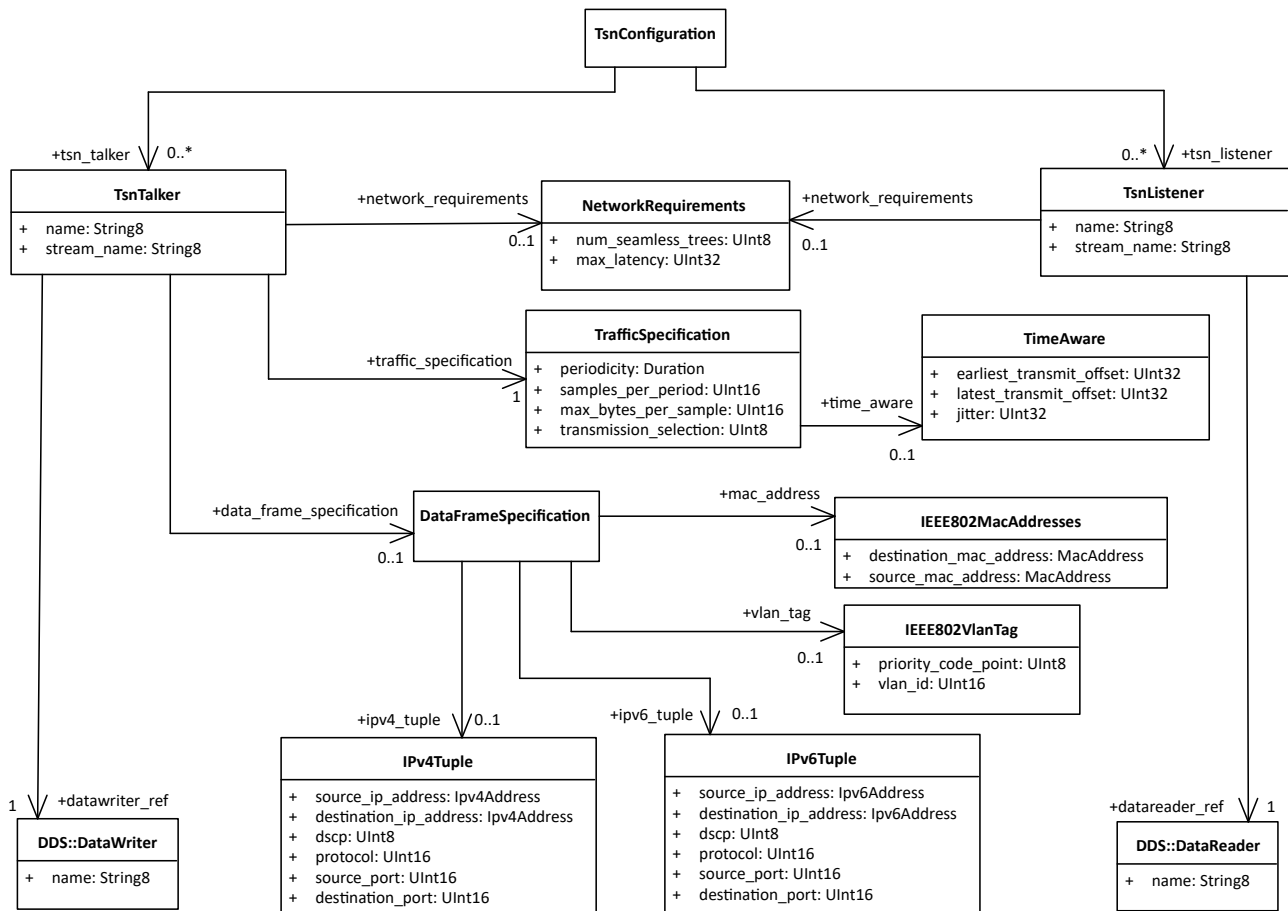 TsnConfiguration
+tsn_talker
0..*
0..*
+tsn_listener
TsnTalker
+ name: String8
+ stream_name: String8
+network_requirements
0..1
NetworkRequirements
+ num_seamless_trees: UInt8
+ max_latency: UInt32
+network_requirements
0..1
TsnListener
+ name: String8
+ stream_name: String8
+traffic_specification
1
TrafficSpecification
+ periodicity: Duration
+ samples_per_period: UInt16
+ max_bytes_per_sample: UInt16
+ transmission_selection: UInt8
+time_aware
0..1
TimeAware
+ earliest_transmit_offset: UInt32
+ latest_transmit_offset: UInt32
+ jitter: UInt32
+data_frame_specification
0..1
DataFrameSpecification
+mac_address
0..1
IEEE802MacAddresses
+ destination_mac_address: MacAddress
+ source_mac_address: MacAddress
+vlan_tag
0..1
IEEE802VlanTag
+ priority_code_point: UInt8
+ vlan_id: UInt16
+ipv4_tuple
0..1
+ipv6_tuple
0..1
IPv4Tuple
+ source_ip_address: Ipv4Address
+ destination_ip_address: Ipv4Address
+ dscp: UInt8
+ protocol: UInt16
+ source_port: UInt16
+ destination_port: UInt16
IPv6Tuple
+ source_ip_address: Ipv6Address
+ destination_ip_address: Ipv6Address
+ dscp: UInt8
+ protocol: UInt16
+ source_port: UInt16
+ destination_port: UInt16
1
+datawriter_ref
DDS::DataWriter
+ name: String8
+datareader_ref
1
DDS::DataReader
+ name: String8